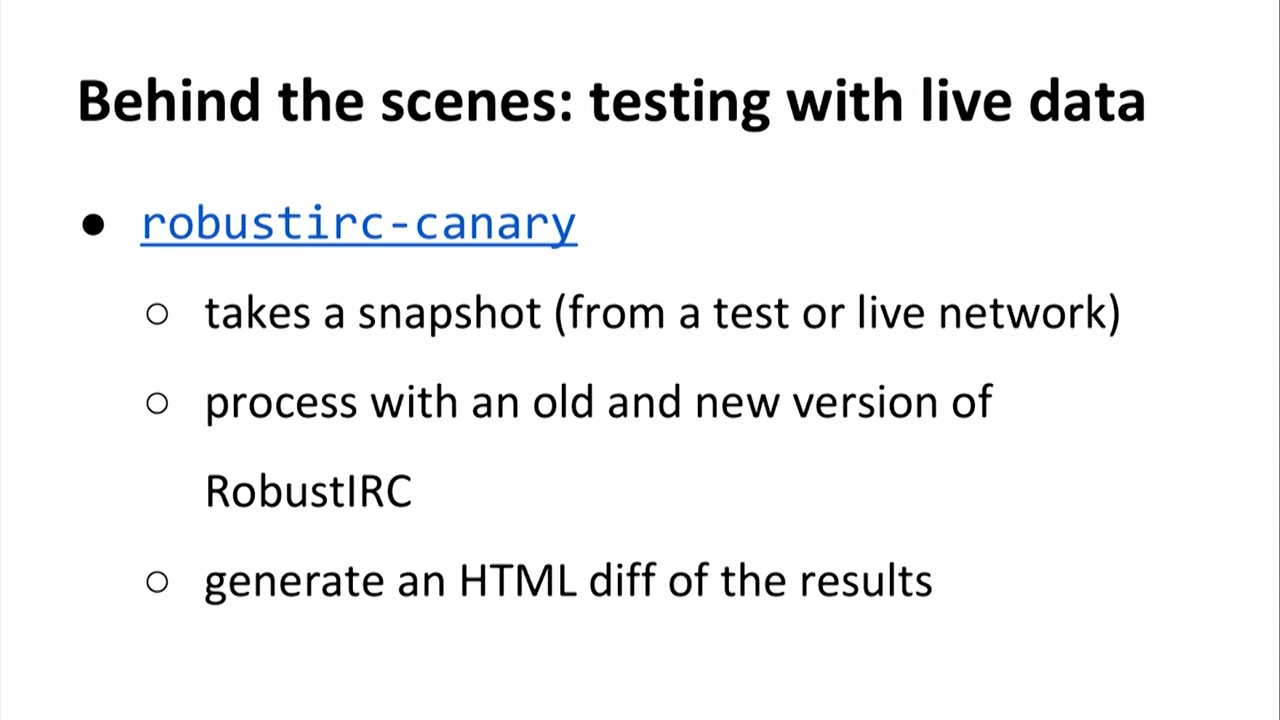 Behind the scenes: testing with live data
● robustirc-canary
○ takes a snapshot (from a test or live network)
○ process with an old and new version of
RobustIRC
○ generate an HTML diff of the results